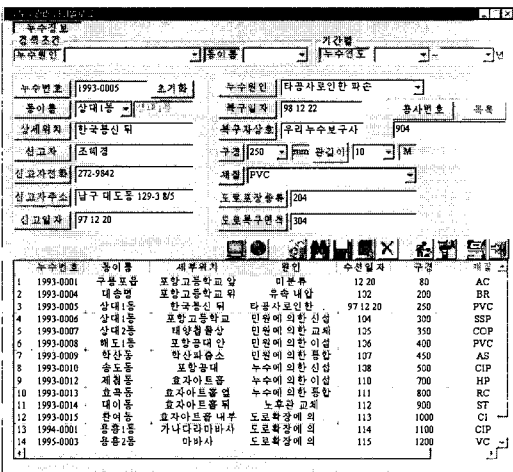 누수정보
검색조건 기간별
누수원인 동이름 누수연도 ~ 년
누수번호 1993-0005 초기화 누수원인 타공사로인한 파손
동이름 상대1동 복구일자 98 12 22 공사번호 목록
상세위치 한국통신 뒤 복구자상호 우리누수보구사 904
신고자 조혜경 구경 250 mm 관길이 10 M
신고자전화 272-9842 재질 PVC
신고자주소 남구 대도동 129-3 8/5 도로포장종류 204
신고일자 97 12 20 도로복구면적 304
누수번호 동이름 세부위치 원인 수선일자 구경 재질
1 1993-0001 구룡포읍 포항고등학교 앞 미분류 12 20 80 AC
2 1993-0004 대송면 포항고등학교 뒤 유속 내압 102 200 BR
3 1993-0005 상대1동 한국통신 뒤 타공사로인한 97 12 20 250 PVC
4 1993-0006 상대1동 포항고등학교 민원에 의한 신설 104 300 SSP
5 1993-0007 상대2동 태양철물상 민원에 의한 교체 105 350 COP
6 1993-0008 해도1동 포항공대 안 민원에 의한 이설 106 400 PVC
7 1993-0009 학산동 학산파출소 민원에 의한 통합 107 450 AS
8 1993-0010 송도동 포항공대 누수에 의한 신설 108 500 CIP
9 1993-0012 제철동 효자아트홀 누수에 의한 이설 110 700 HP
10 1993-0013 효곡동 효자아트홀 옆 누수에 의한 통합 111 800 RC
11 1993-0014 대이동 효자아트홀 뒤 노후관 교체 112 900 ST
12 1993-0015 환여동 효자아트홀 내부 도로확장에 의 113 1000 CI
13 1994-0001 용흥1동 가나다라마바사 도로확장에 의 114 1100 CIP
14 1995-0003 용흥2동 마바사 도로확장에 의 115 1200 VC